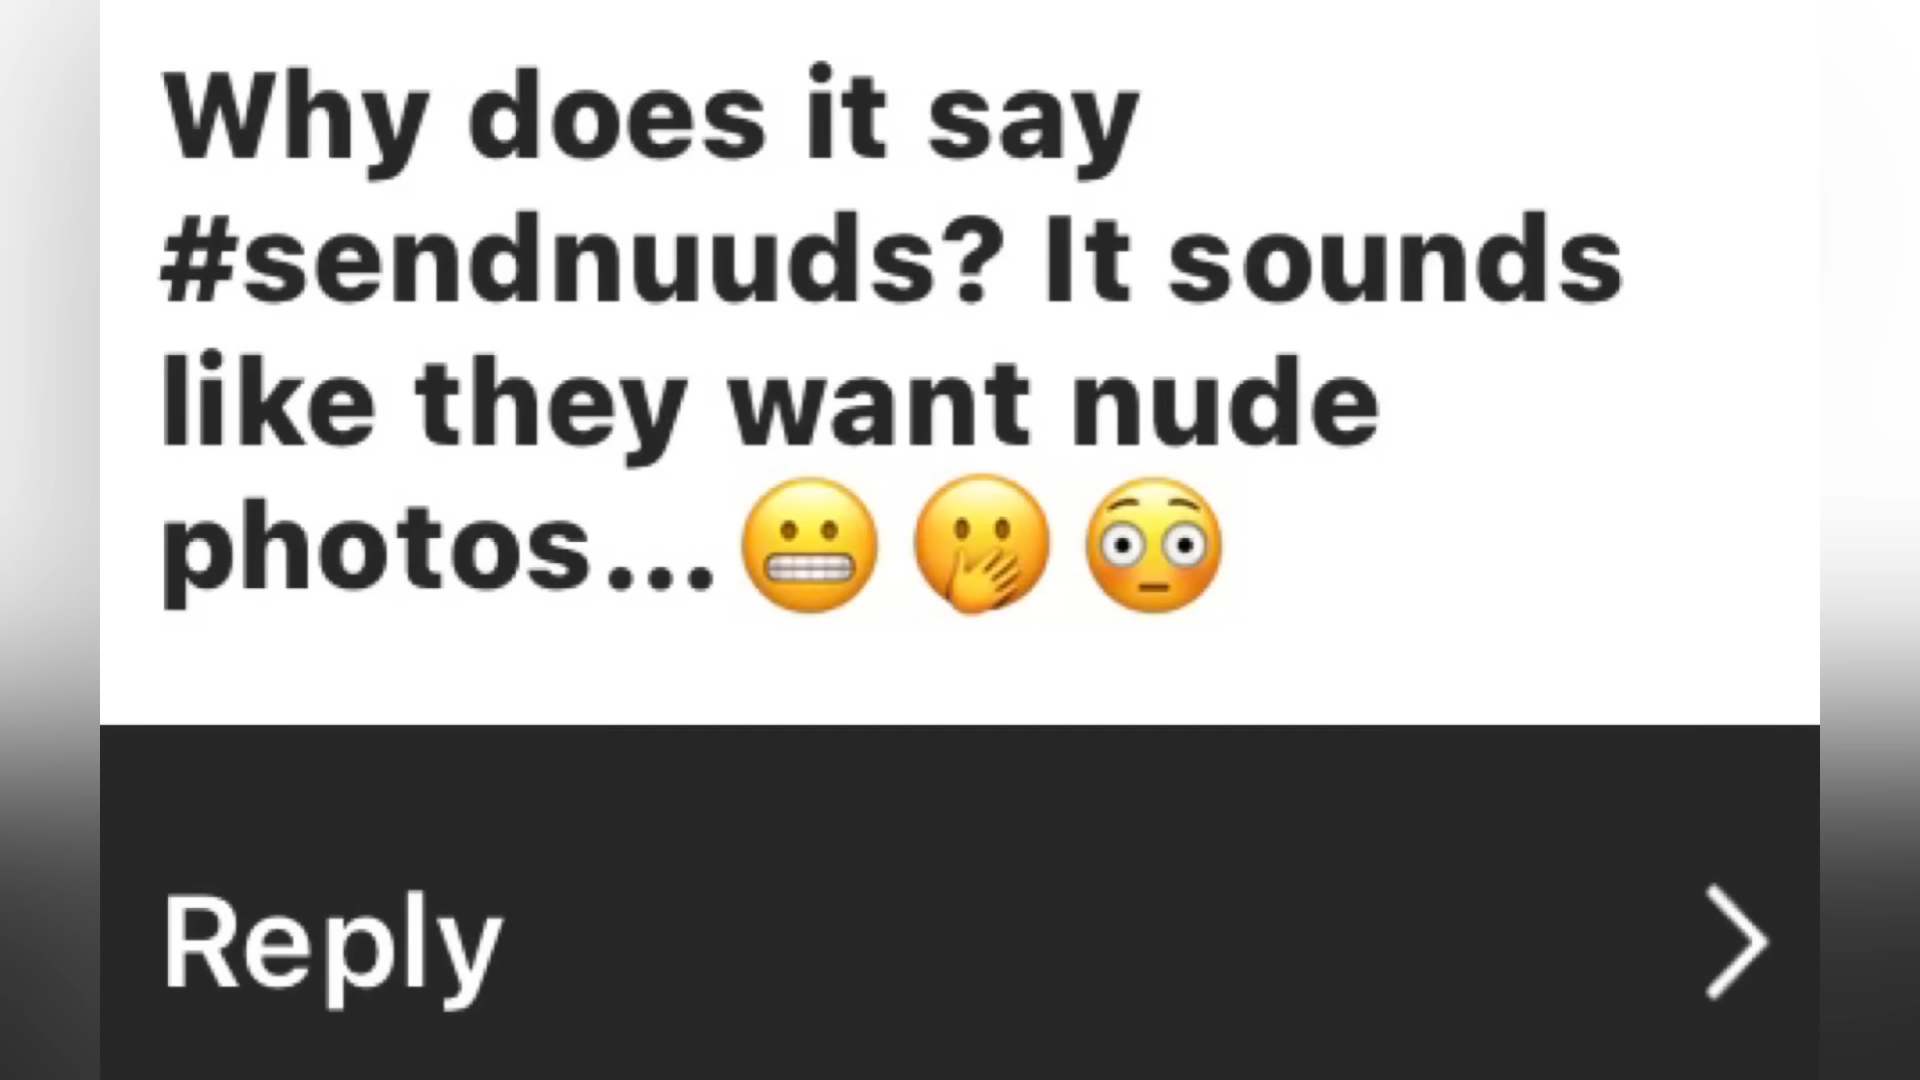 Why does it say
#sendnuuds? It sounds
like they want nude
photos...😬🫢😳
Reply